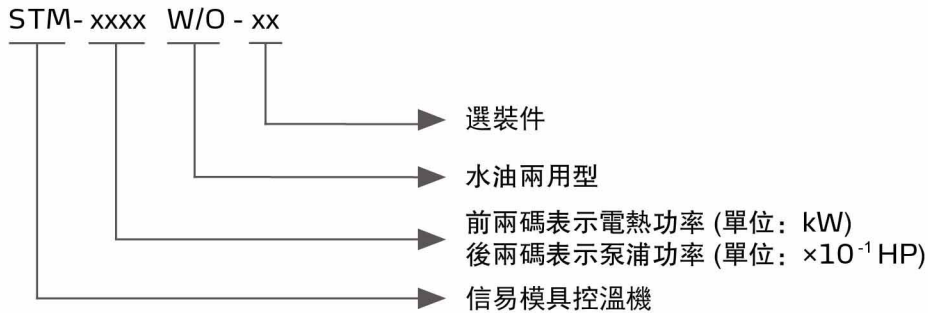 STM- xxxx W/O - xx
選裝件
水油兩用型
前兩碼表示電熱功率 (單位：kW)
後兩碼表示泵浦功率 (單位：×10⁻¹ HP)
信易模具控溫機